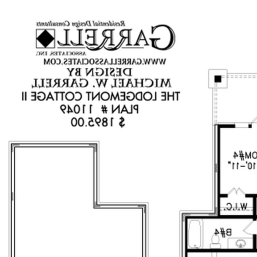 Residential Design Consultants
GARRELL
ASSOCIATES, INC.
WWW.GARRELLASSOCIATES.COM
DESIGN BY
MICHAEL W. GARRELL
THE LODGEMONT COTTAGE II
PLAN # 11049
$ 1895.00
OM#4
10'-11"
W.I.C.
B#4